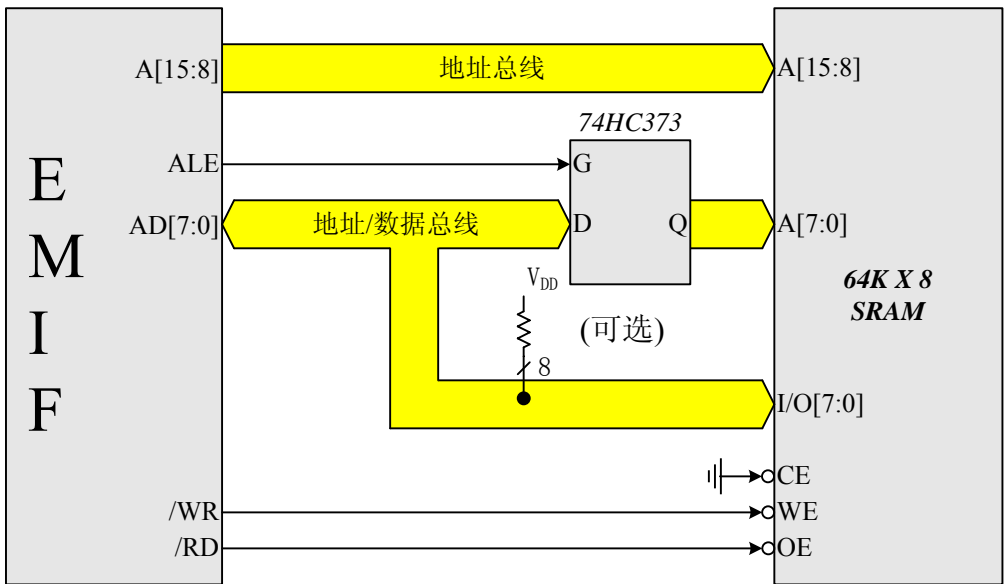 EMIF
A[15:8]
地址总线
A[15:8]
74HC373
ALE
G
AD[7:0]
地址/数据总线
D
Q
A[7:0]
VDD
(可选)
8
64K X 8
SRAM
I/O[7:0]
CE
/WR
WE
/RD
OE